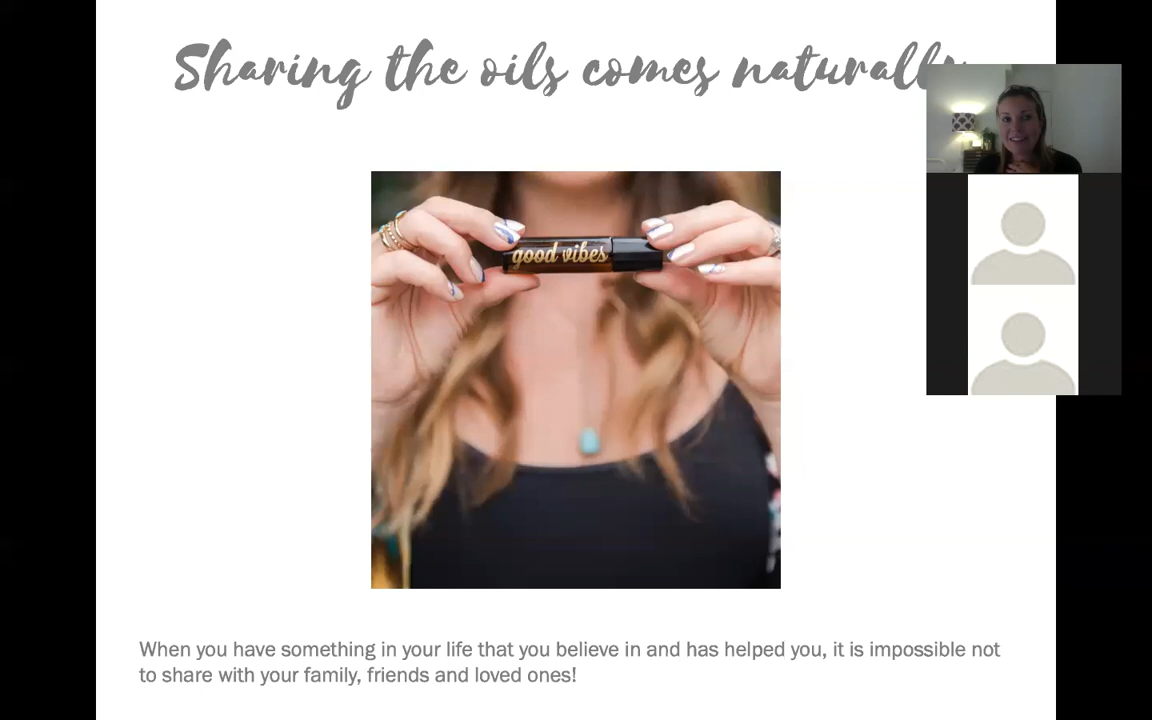 Sharing the oils comes naturally
good vibes
When you have something in your life that you believe in and has helped you, it is impossible not
to share with your family, friends and loved ones!